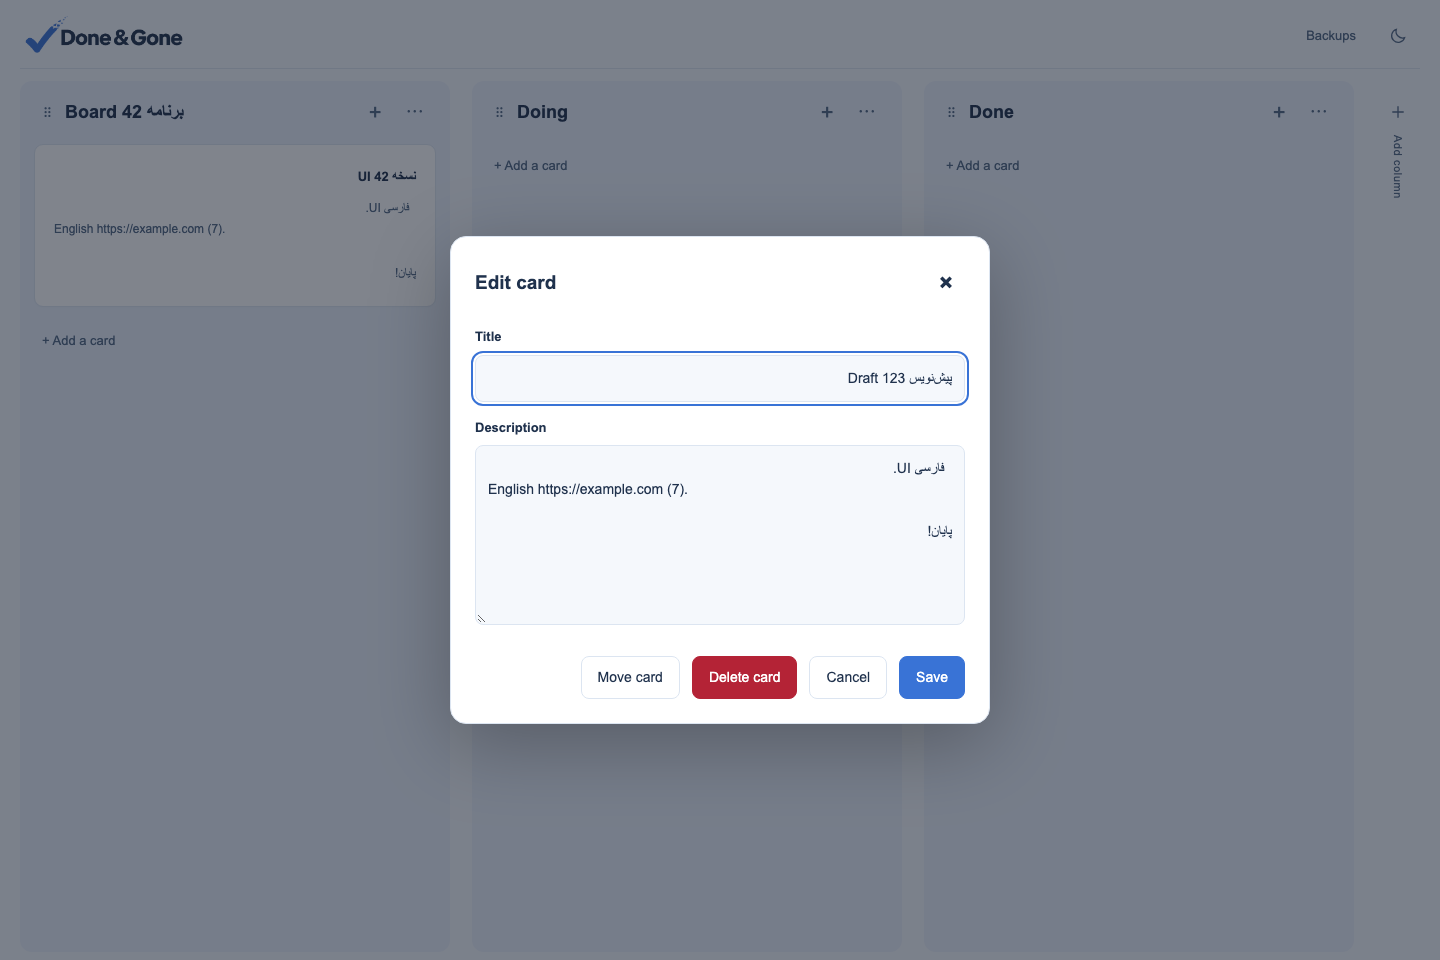 Done & Gone
Backups
Board 42 برنامه
+
...
نسخه UI 42
فارسی UI.
English https://example.com (7).
پایان!
+ Add a card
Doing
+
...
+ Add a card
Done
+
...
+ Add a card
+
Add column
Edit card
Title
پیش‌نویس Draft 123
Description
فارسی UI.
English https://example.com (7).
پایان!
Move card
Delete card
Cancel
Save